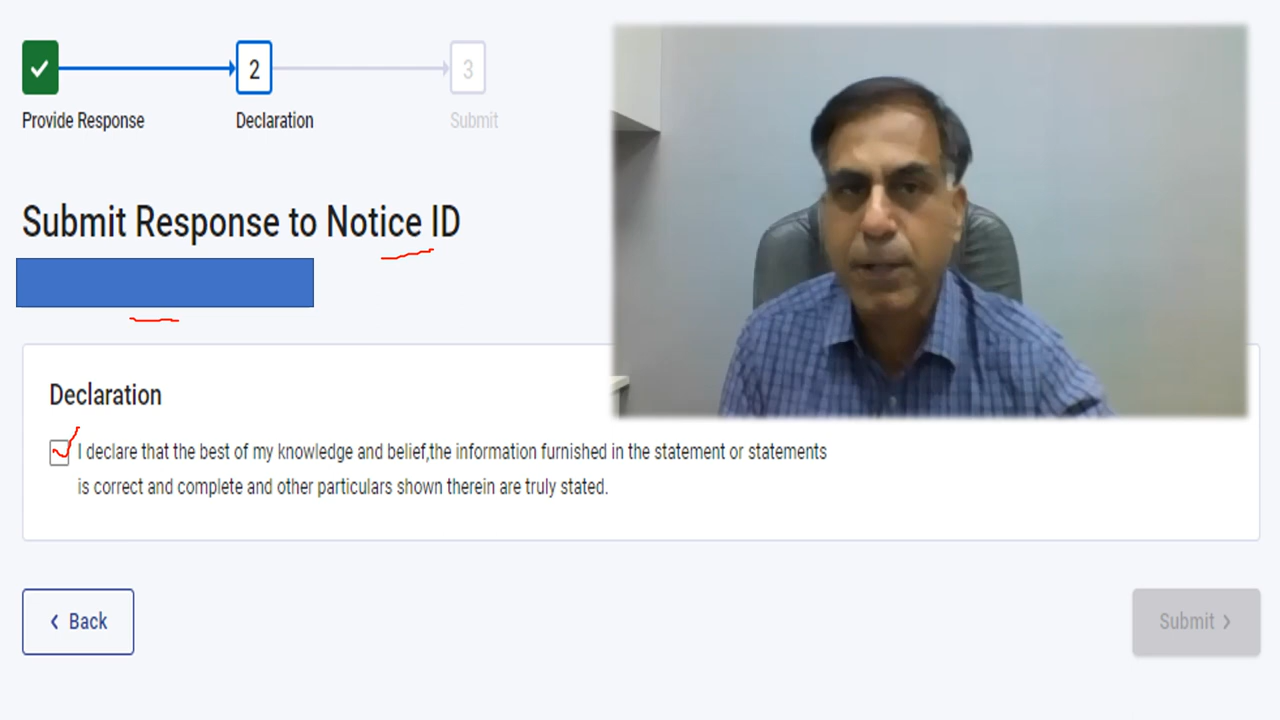 2
3
Provide Response
Declaration
Submit
Submit Response to Notice ID
Declaration
I declare that the best of my knowledge and belief,the information furnished in the statement or statements
is correct and complete and other particulars shown therein are truly stated.
Back
Submit